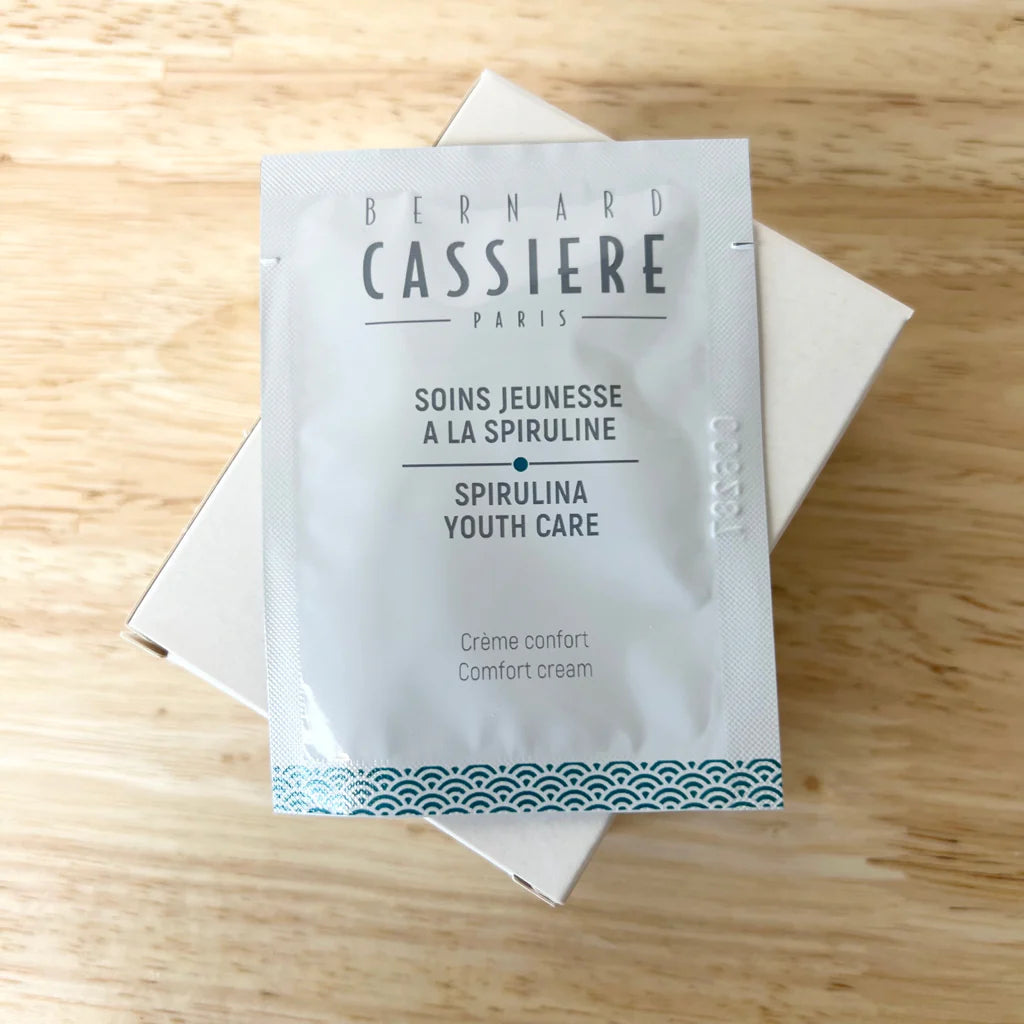 BERNARD
CASSIERE
PARIS
SOINS JEUNESSE
A LA SPIRULINE
SPIRULINA
YOUTH CARE
Crème confort
Comfort cream